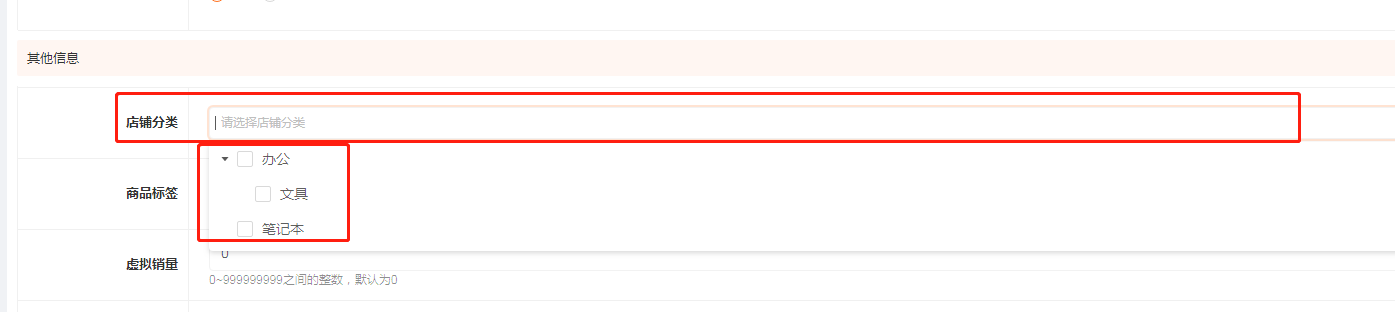 其他信息
店铺分类
请选择店铺分类
办公
商品标签
文具
笔记本
虚拟销量
0
0~999999999之间的整数，默认为0